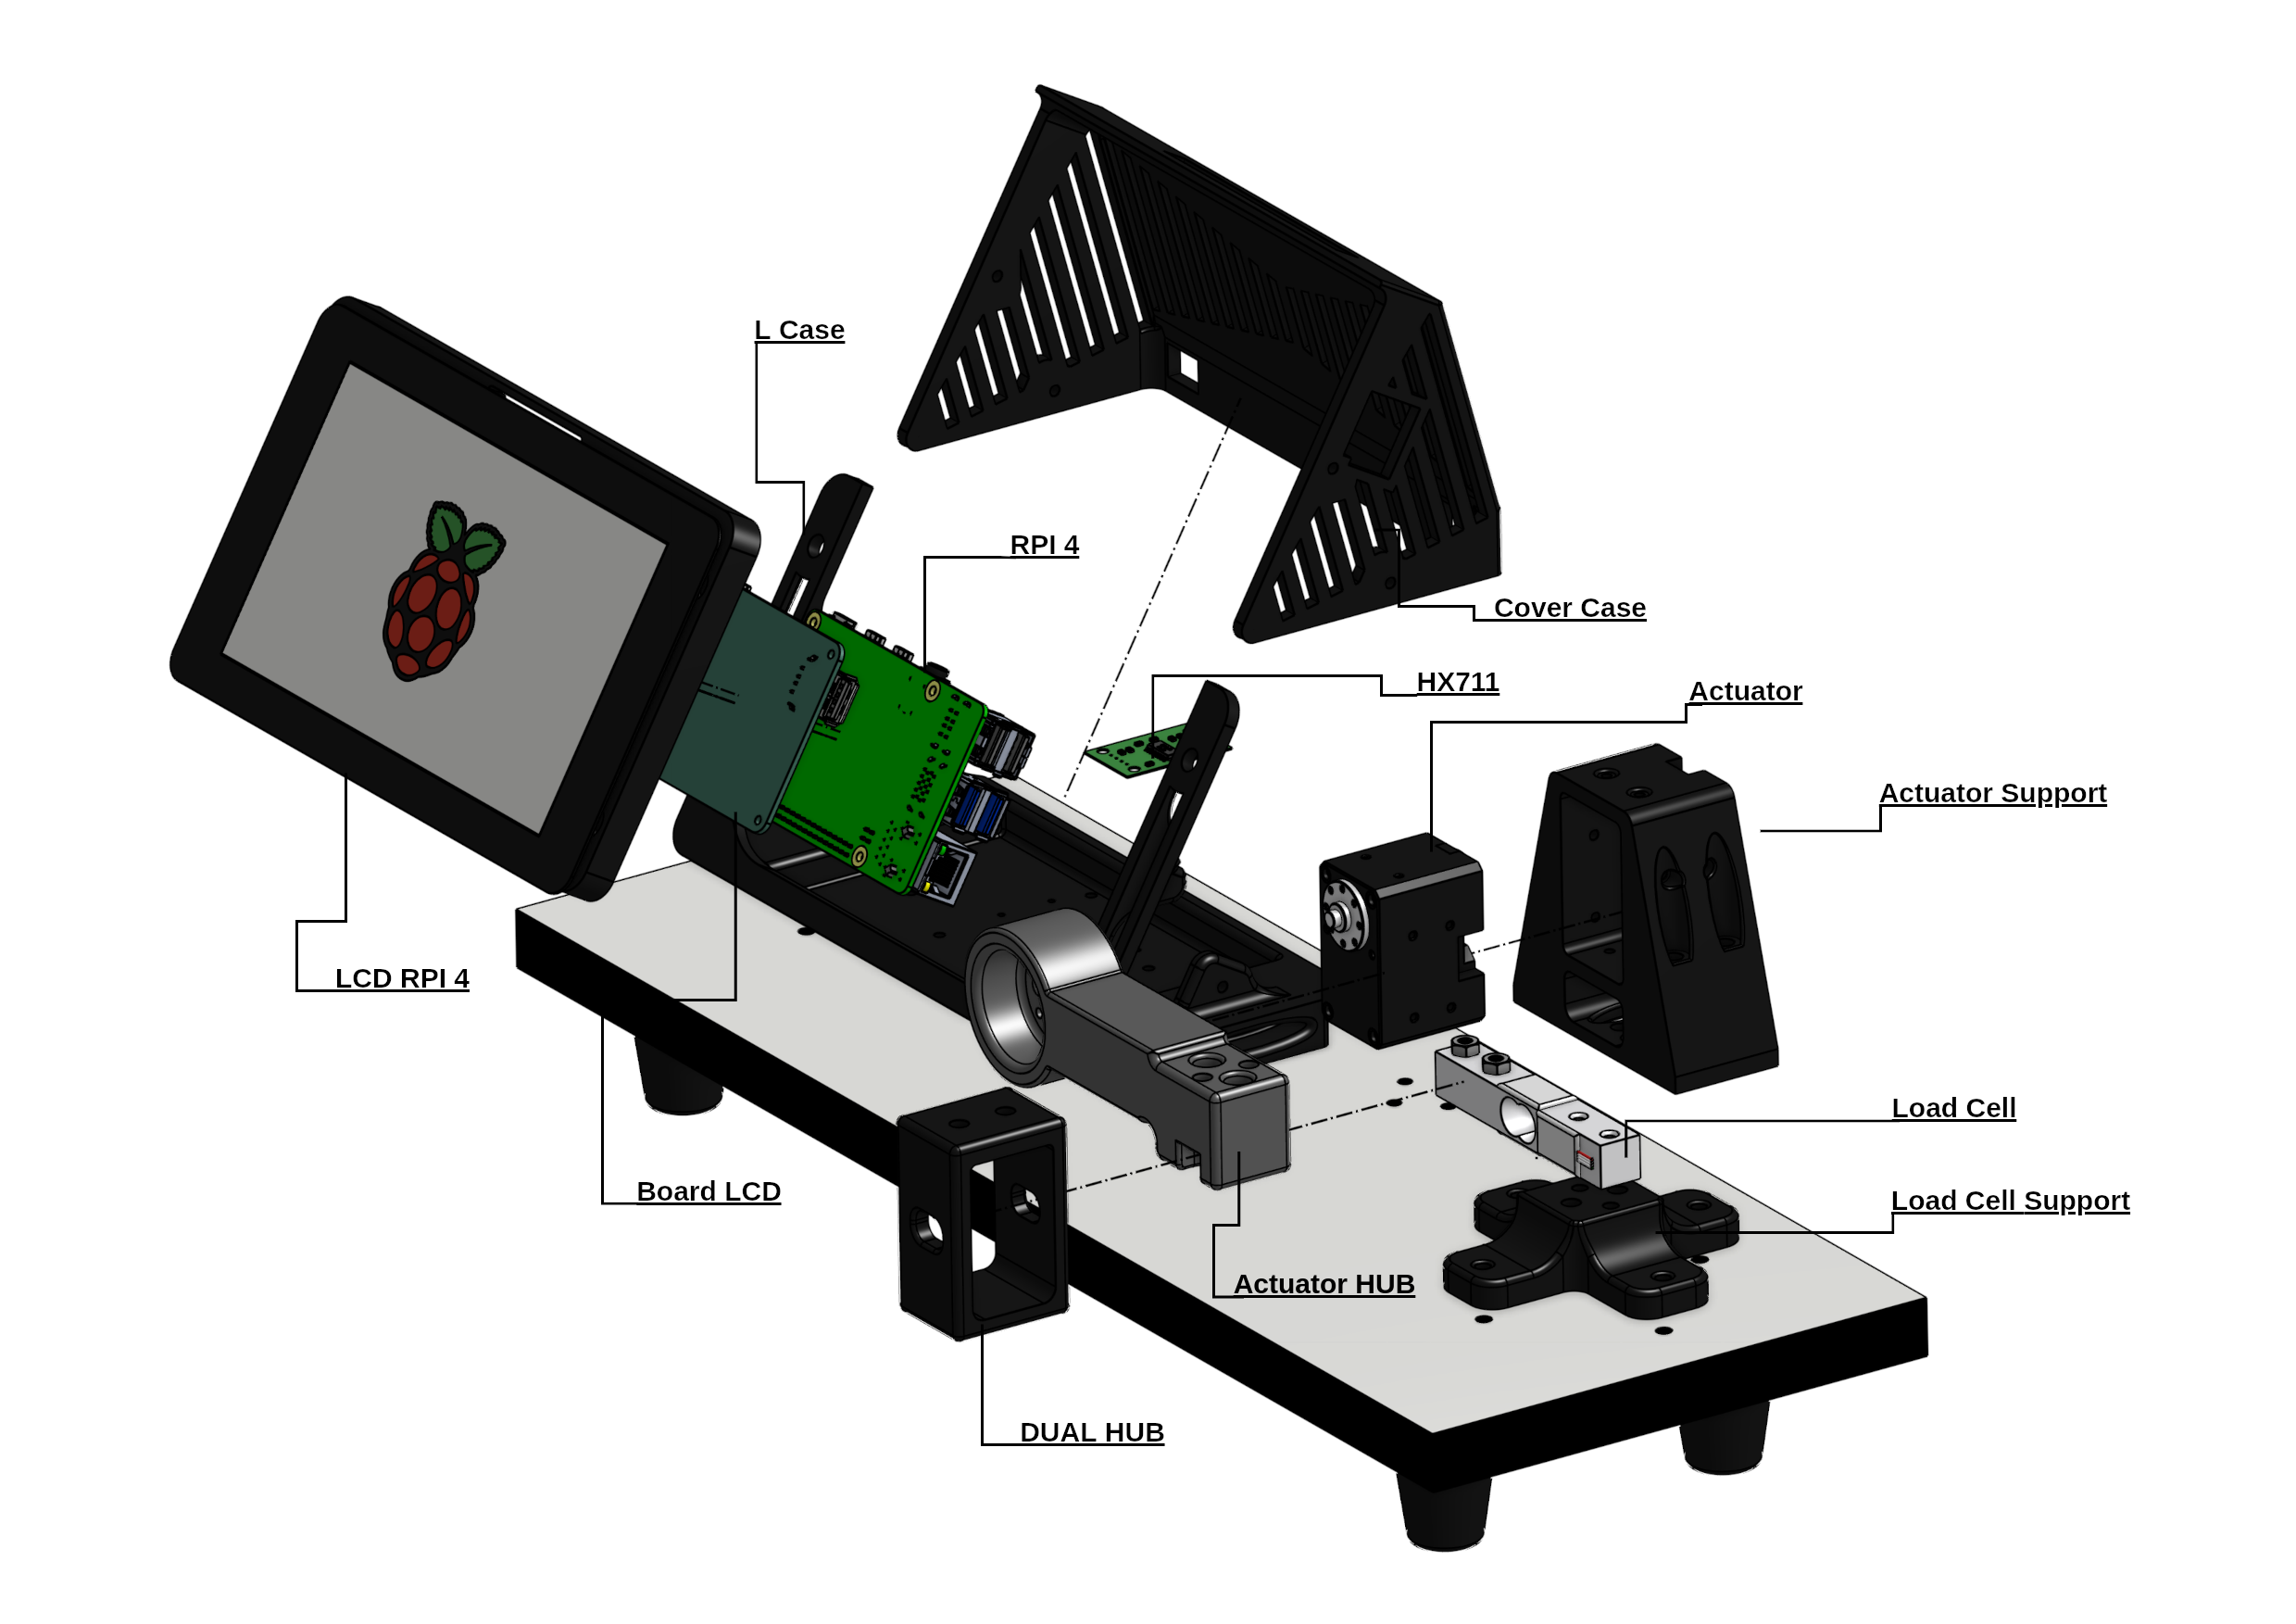 L Case
RPI 4
Cover Case
HX711
Actuator
Actuator Support
LCD RPI 4
Load Cell
Board LCD
Load Cell Support
Actuator HUB
DUAL HUB